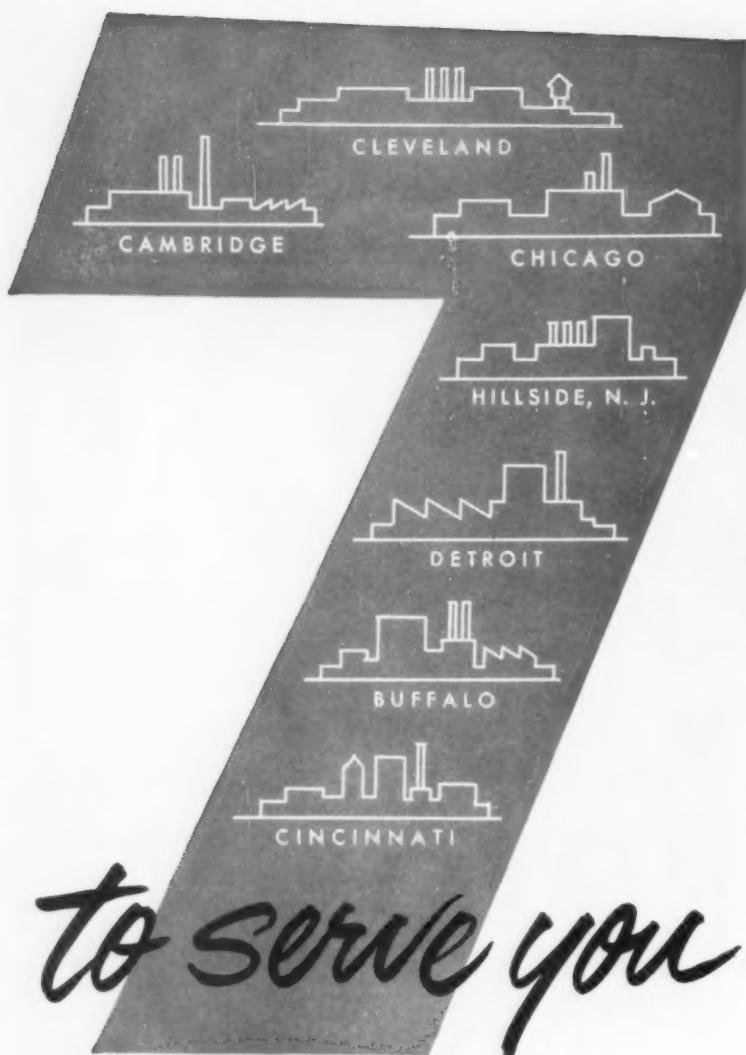 7
CLEVELAND
CAMBRIDGE
CHICAGO
HILLSIDE, N. J.
DETROIT
BUFFALO
CINCINNATI
to serve you